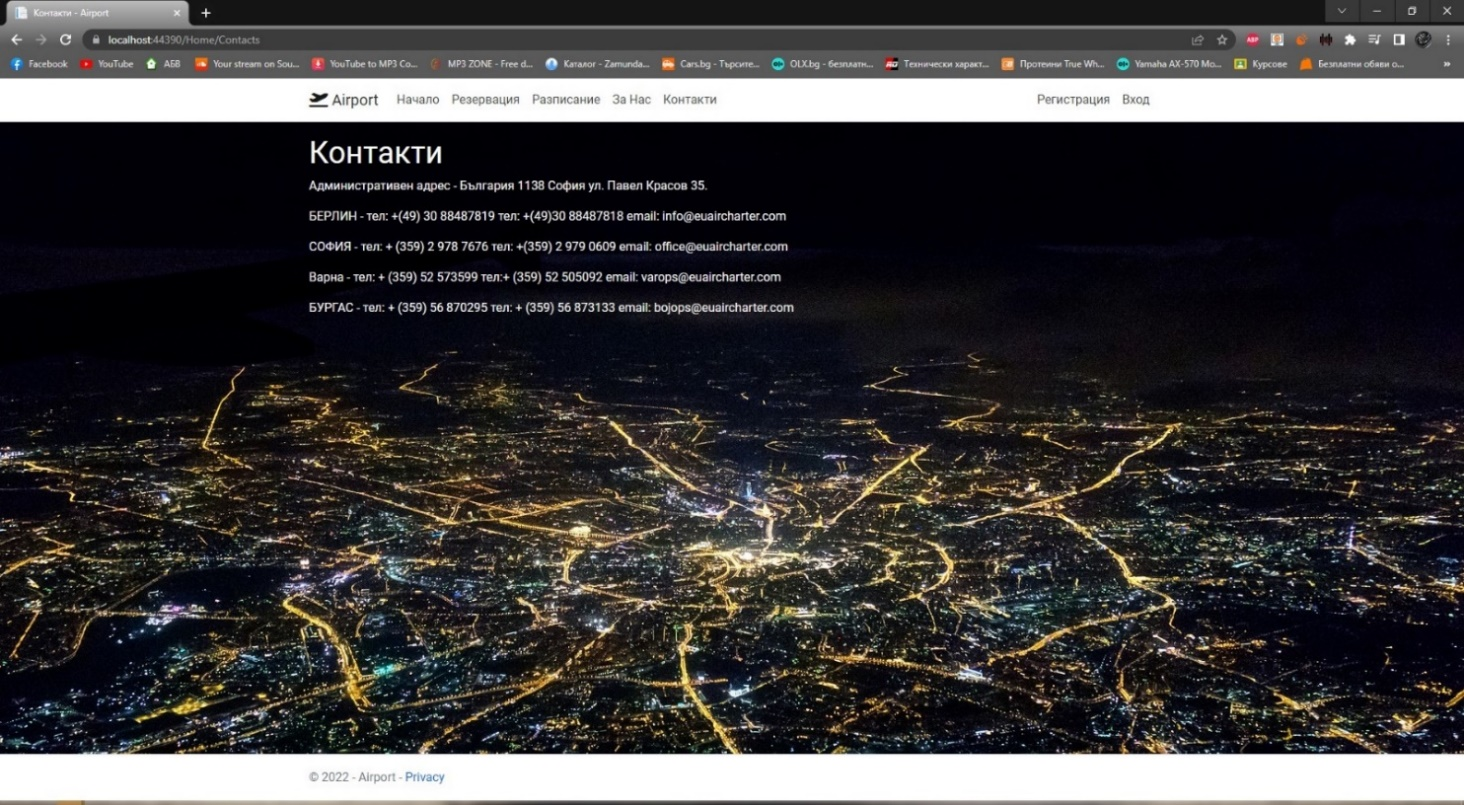 Контакти - Airport
localhost:44390/Home/Contacts
Facebook YouTube АБВ Your stream on Sou... YouTube to MP3 Co... MP3 ZONE - Free d... Каталог - Zamunda... Cars.bg - Търсите... OLX.bg - безплатн... Технически характ... Протеини True Wh... Yamaha AX-570 Mo... Курсове Безплатни обяви о... »
Airport Начало Резервация Разписание За Нас Контакти Регистрация Вход
Контакти
Административен адрес - България 1138 София ул. Павел Красов 35.
БЕРЛИН - тел: +(49) 30 88487819 тел: +(49)30 88487818 email: info@euaircharter.com
СОФИЯ - тел: + (359) 2 978 7676 тел: +(359) 2 979 0609 email: office@euaircharter.com
Варна - тел: + (359) 52 573599 тел:+ (359) 52 505092 email: varops@euaircharter.com
БУРГАС - тел: + (359) 56 870295 тел: + (359) 56 873133 email: bojops@euaircharter.com
© 2022 - Airport - Privacy